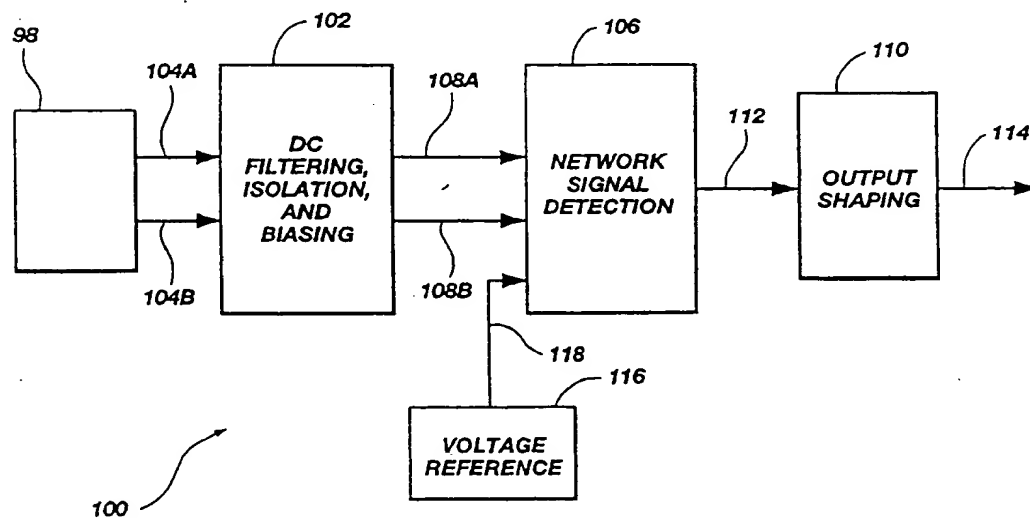 98
102
106
110
104A
108A
112
114
DC
FILTERING,
ISOLATION,
AND
BIASING
NETWORK
SIGNAL
DETECTION
OUTPUT
SHAPING
104B
108B
118
116
VOLTAGE
REFERENCE
100